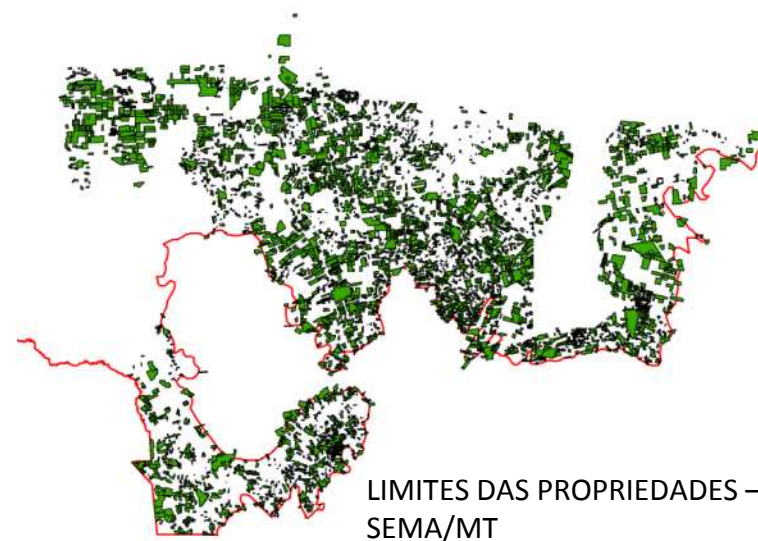 LIMITES DAS PROPRIEDADES –
SEMA/MT